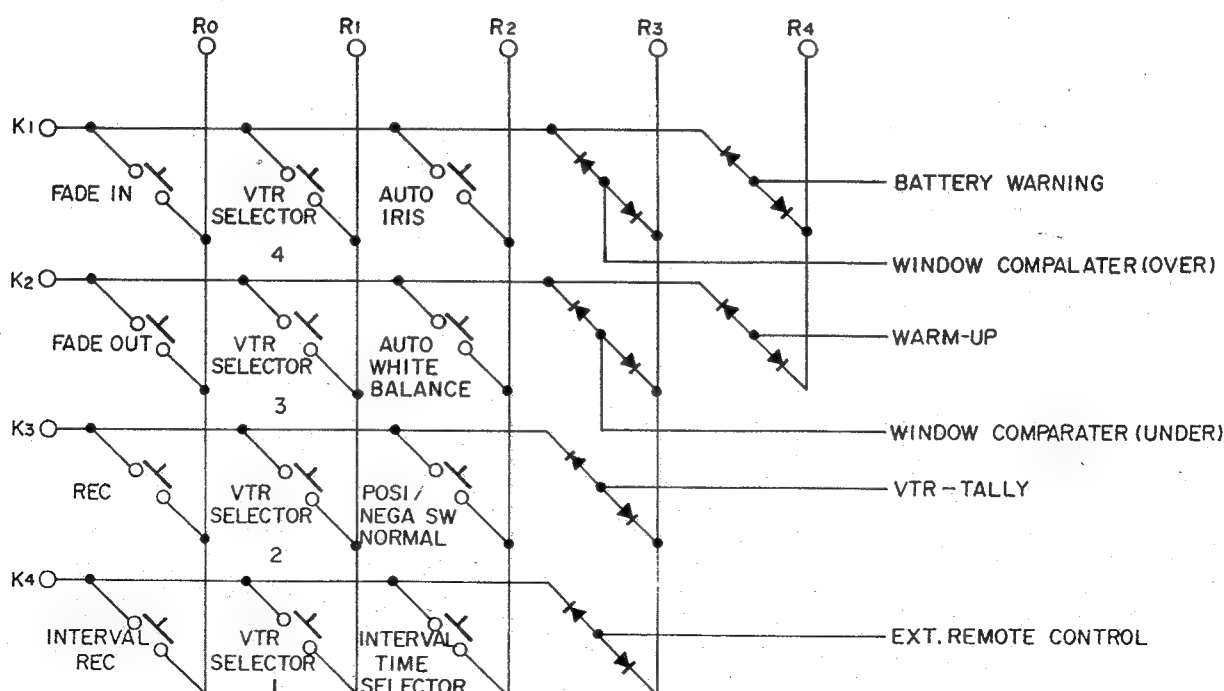 R0 R1 R2 R3 R4
K1
FADE IN
VTR
SELECTOR
4
AUTO
IRIS
BATTERY WARNING
WINDOW COMPALATER (OVER)
K2
FADE OUT
VTR
SELECTOR
3
AUTO
WHITE
BALANCE
WARM-UP
WINDOW COMPARATER (UNDER)
K3
REC
VTR
SELECTOR
2
POSI/
NEGA SW
NORMAL
VTR-TALLY
K4
INTERVAL
REC
VTR
SELECTOR
1
INTERVAL
TIME
SELECTOR
EXT. REMOTE CONTROL